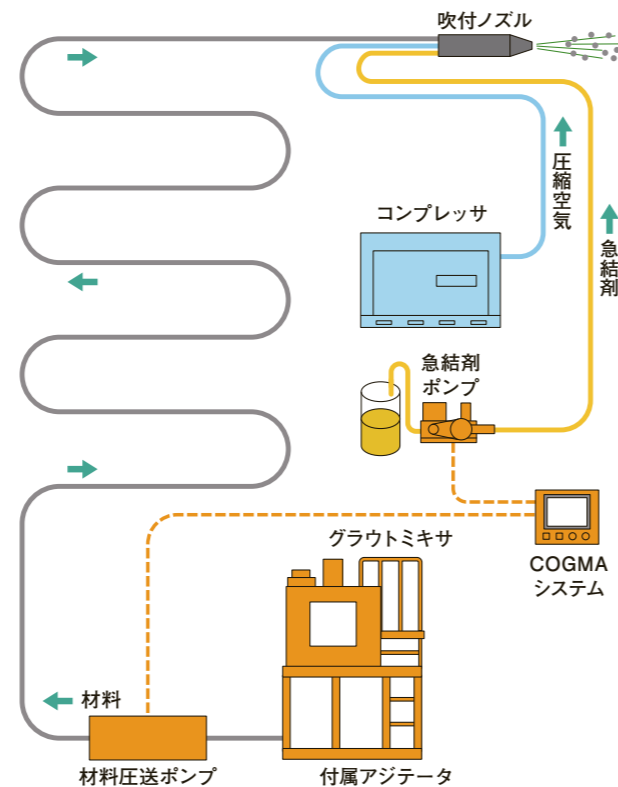 吹付ノズル
圧縮空気
コンプレッサ
急結剤
急結剤
ポンプ
グラウトミキサ
COGMA
システム
材料
材料圧送ポンプ
付属アジテータ